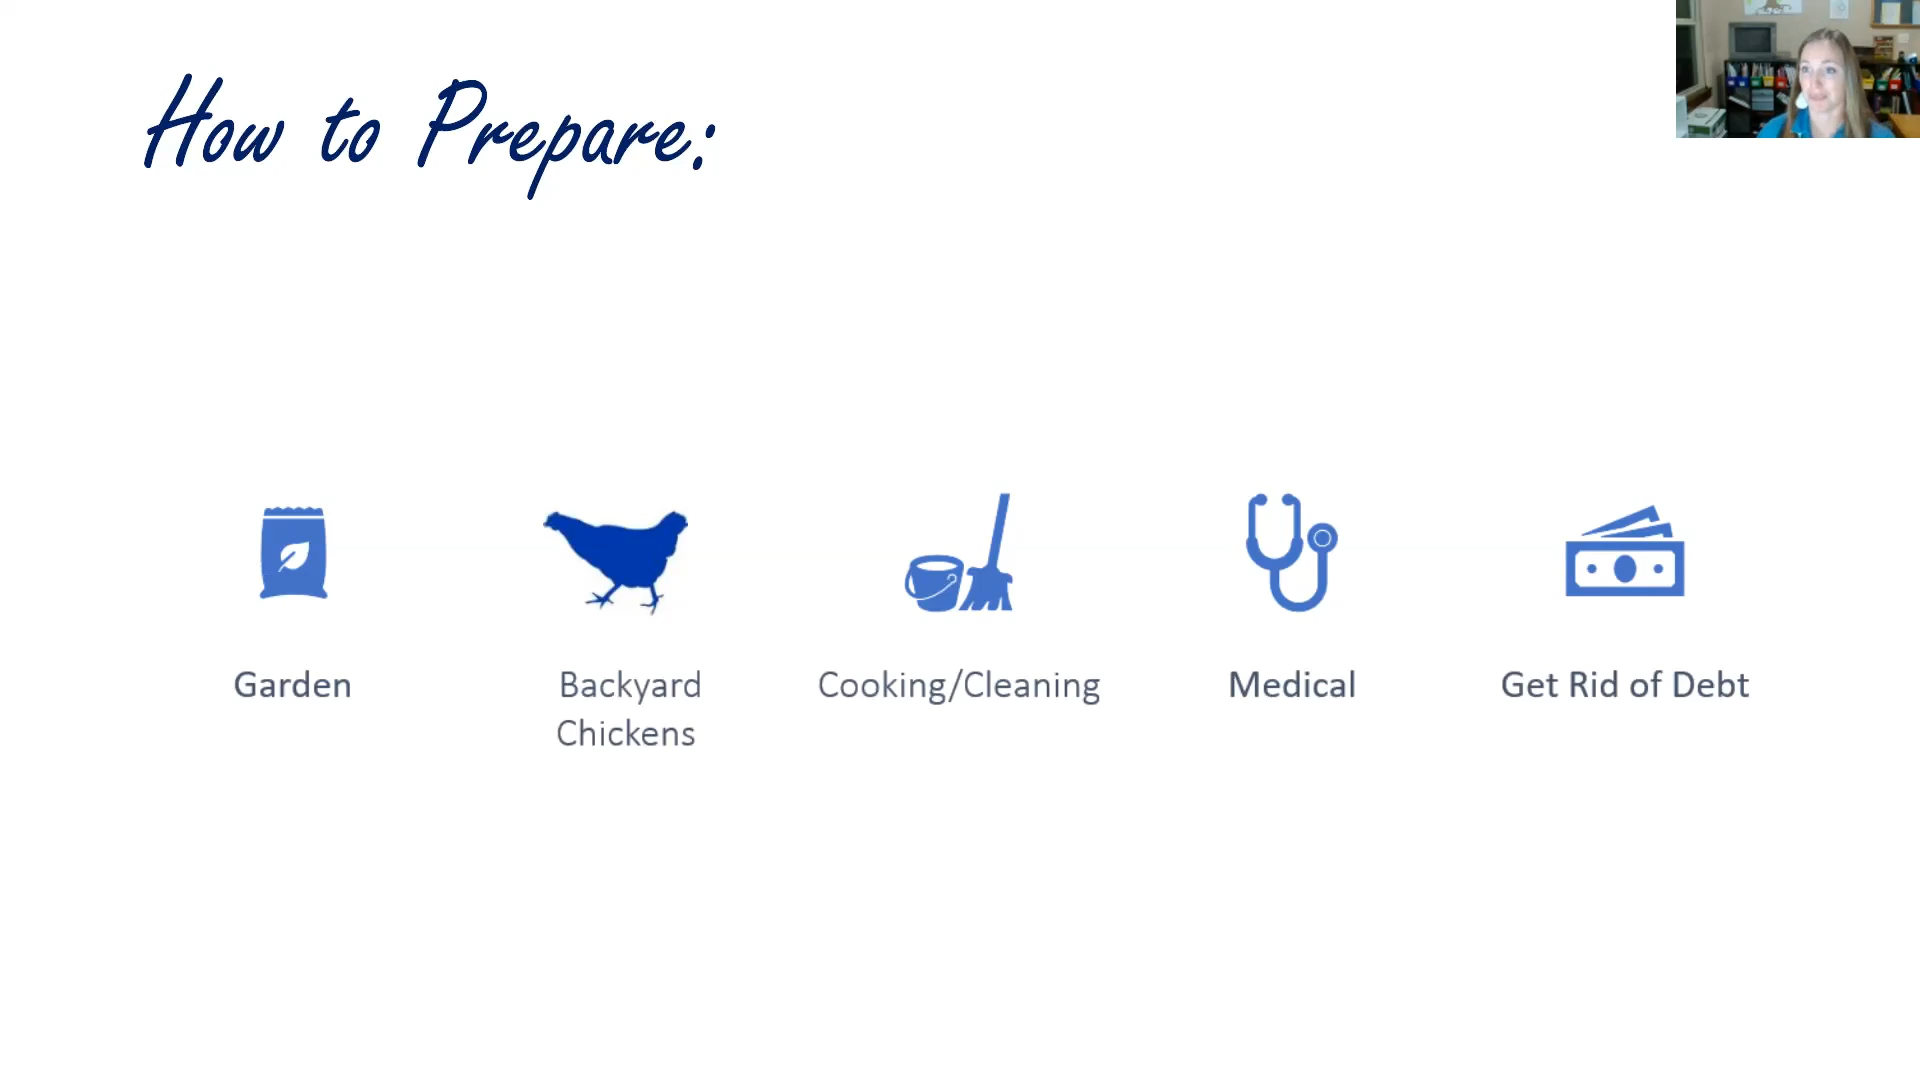 How to Prepare:
Garden
Backyard
Chickens
Cooking/Cleaning
Medical
Get Rid of Debt